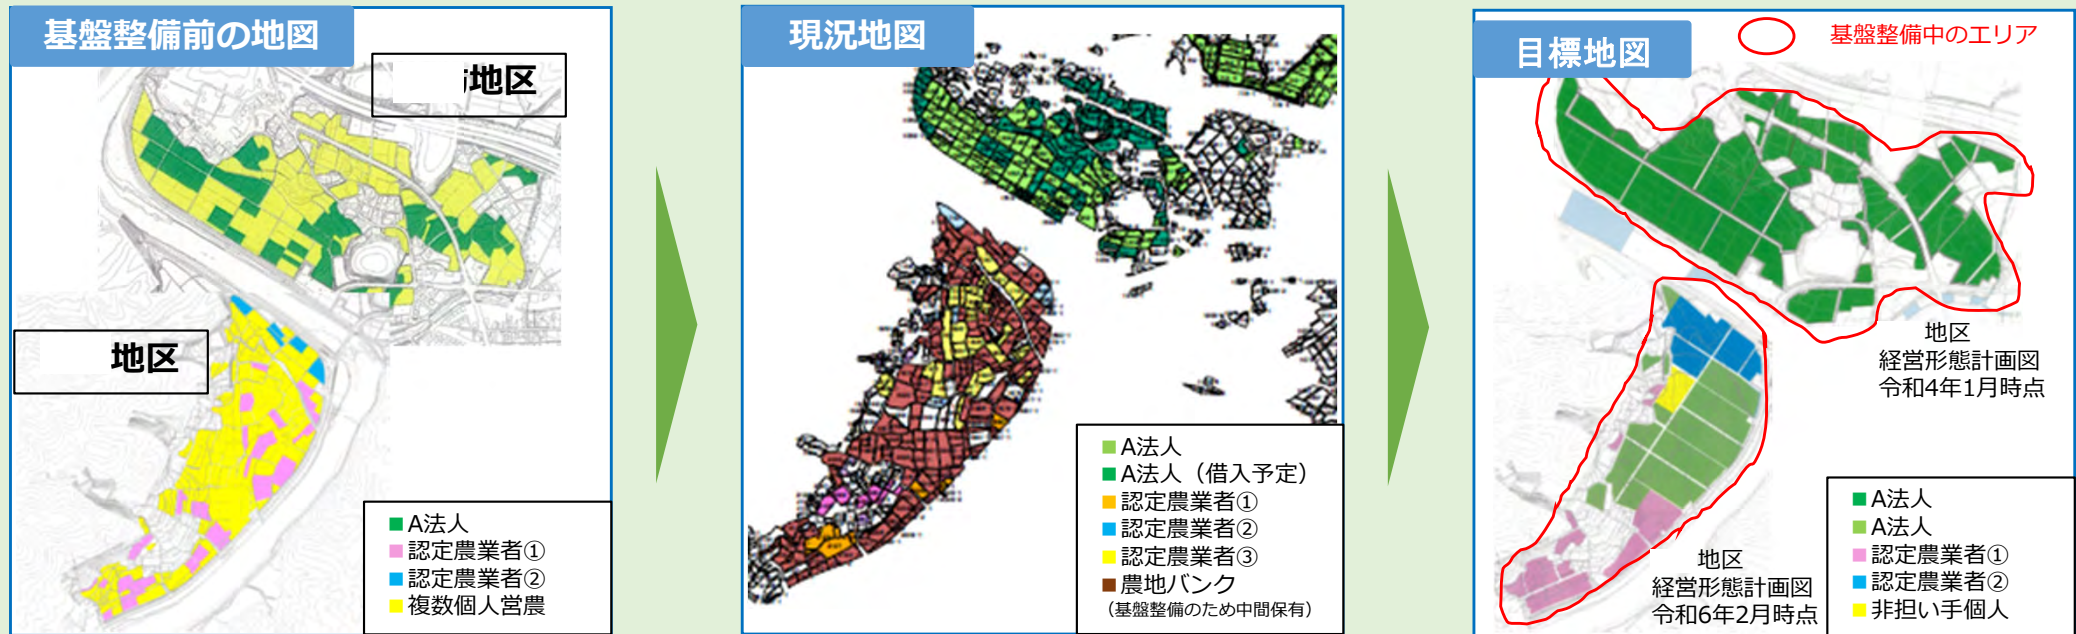 基盤整備前の地図
地区
地区
A法人
認定農業者①
認定農業者②
複数個人営農
現況地図
A法人
A法人（借入予定）
認定農業者①
認定農業者②
認定農業者③
農地バンク
（基盤整備のため中間保有）
目標地図
基盤整備中のエリア
地区
経営形態計画図
令和4年1月時点
地区
経営形態計画図
令和6年2月時点
A法人
A法人
認定農業者①
認定農業者②
非担い手個人